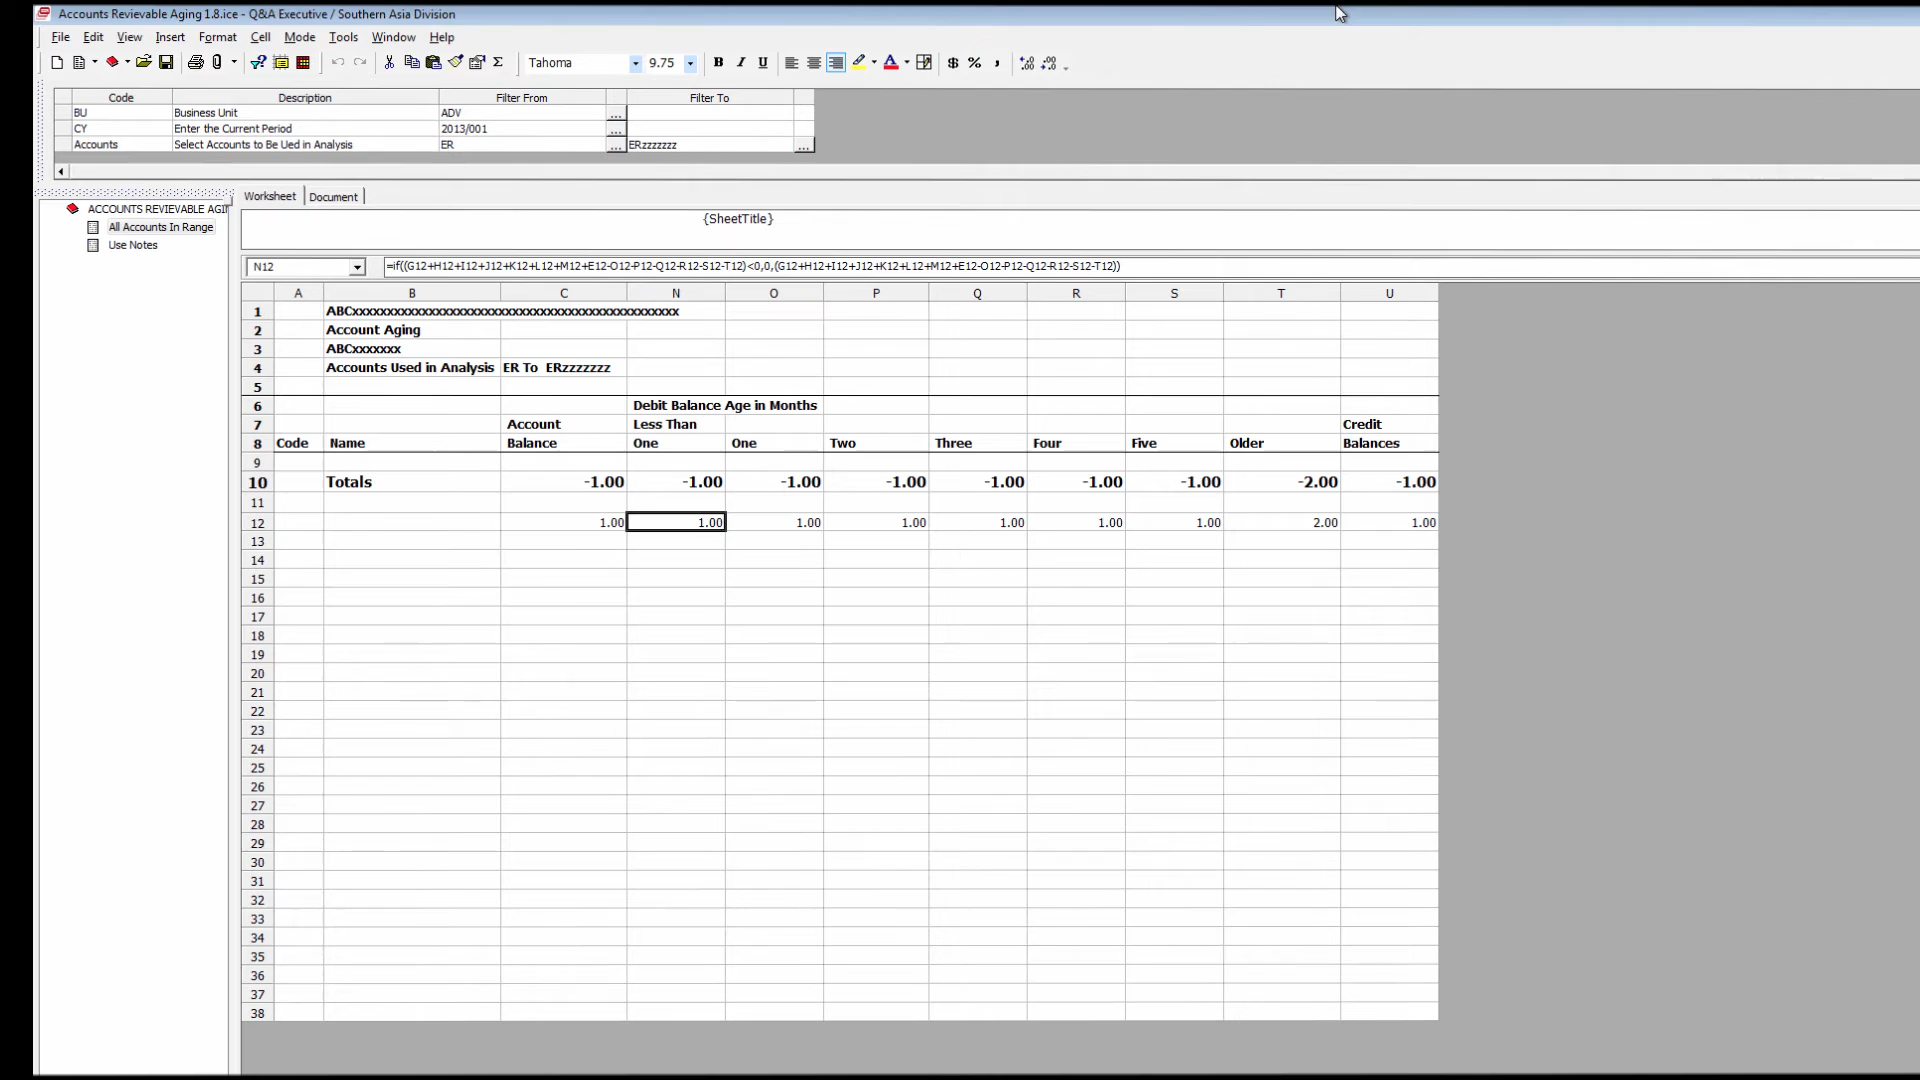 Accounts Revievable Aging 1.8.ice - Q&A Executive / Southern Asia Division
File Edit View Insert Format Cell Mode Tools Window Help
Tahoma 9.75 B I U $ % ,
Code Description Filter From Filter To
BU Business Unit ADV ...
CY Enter the Current Period 2013/001 ...
Accounts Select Accounts to Be Ued in Analysis ER ... ERzzzzzzz ...
Worksheet Document
ACCOUNTS REVIEVABLE AGI
All Accounts In Range
Use Notes
{SheetTitle}
N12 =if((G12+H12+I12+J12+K12+L12+M12+E12-O12-P12-Q12-R12-S12-T12)<0,0,(G12+H12+I12+J12+K12+L12+M12+E12-O12-P12-Q12-R12-S12-T12))
A B C N O P Q R S T U
1 ABCxxxxxxxxxxxxxxxxxxxxxxxxxxxxxxxxxxxxxxxxxxxxxxx
2 Account Aging
3 ABCxxxxxxx
4 Accounts Used in Analysis ER To ERzzzzzzz
5
6 Debit Balance Age in Months
7 Account Less Than Credit
8 Code Name Balance One One Two Three Four Five Older Balances
9
10 Totals -1.00 -1.00 -1.00 -1.00 -1.00 -1.00 -1.00 -2.00 -1.00
11
12 1.00 1.00 1.00 1.00 1.00 1.00 1.00 2.00 1.00
13
14
15
16
17
18
19
20
21
22
23
24
25
26
27
28
29
30
31
32
33
34
35
36
37
38